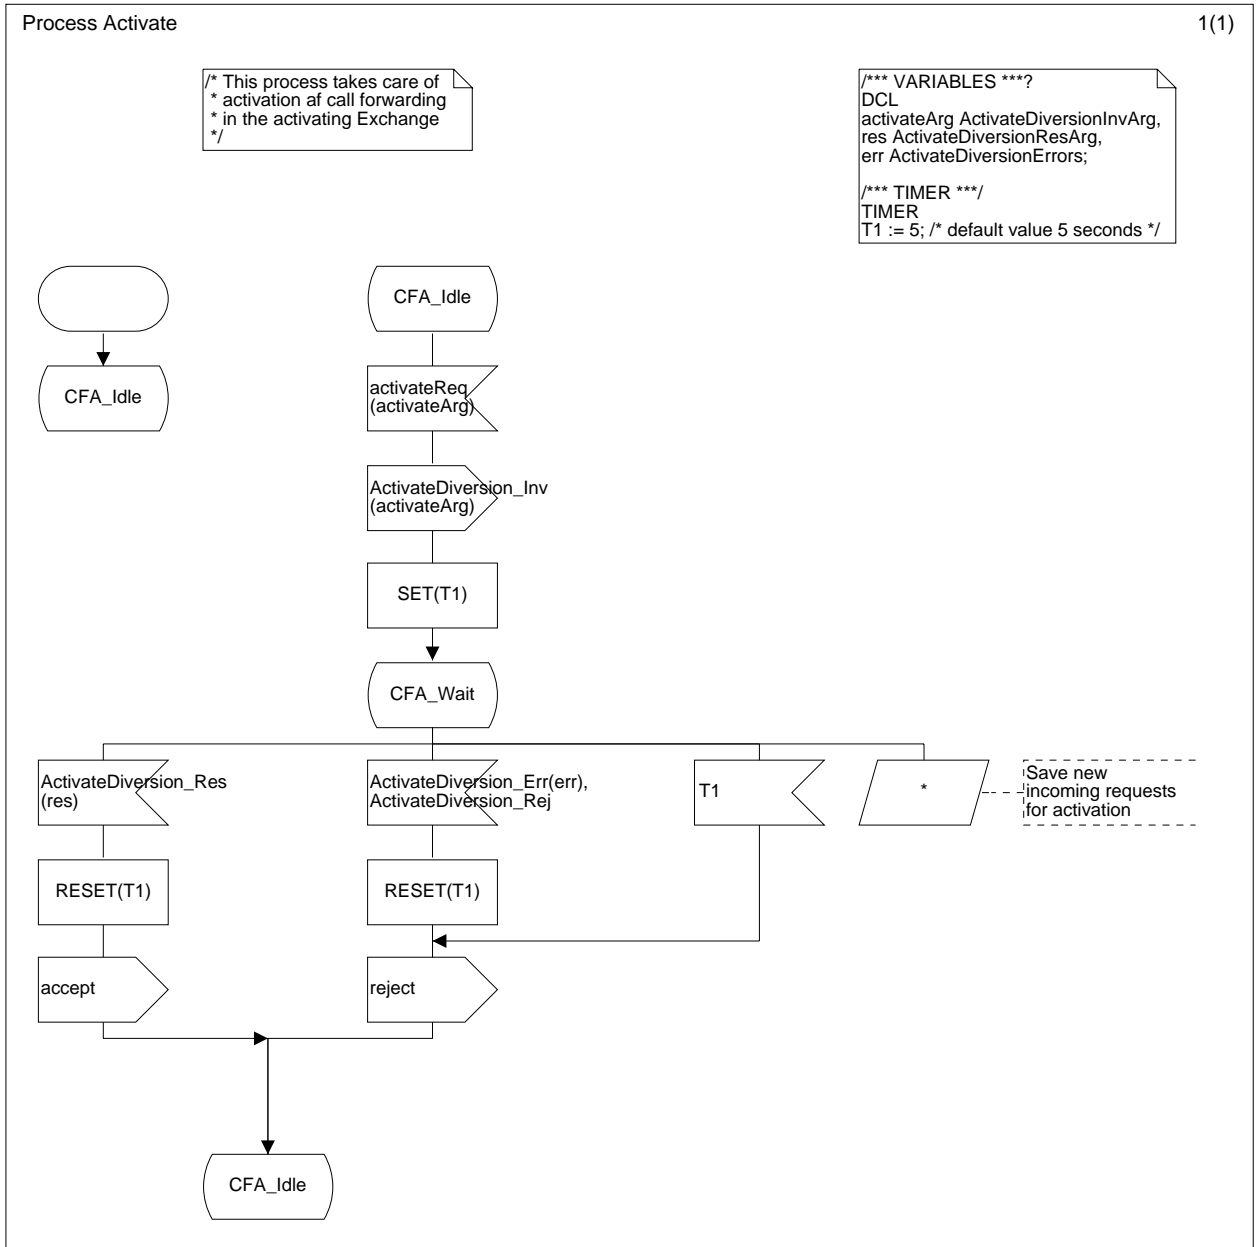 Process Activate
1(1)
/* This process takes care of
* activation af call forwarding
* in the activating Exchange
*/
/*** VARIABLES ***?
DCL
activateArg ActivateDiversionInvArg,
res ActivateDiversionResArg,
err ActivateDiversionErrors;
/*** TIMER ***/
TIMER
T1 := 5; /* default value 5 seconds */
CFA_Idle
CFA_Idle
activateReq
(activateArg)
ActivateDiversion_Inv
(activateArg)
SET(T1)
CFA_Wait
ActivateDiversion_Res
(res)
ActivateDiversion_Err(err),
ActivateDiversion_Rej
T1
*
Save new
incoming requests
for activation
RESET(T1)
RESET(T1)
accept
reject
CFA_Idle